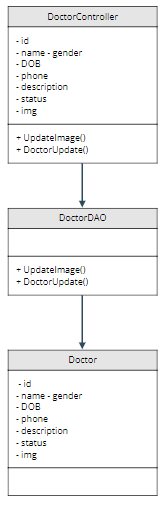 DoctorController
- id
- name - gender
- DOB
- phone
- description
- status
- img
+ UpdateImage()
+ DoctorUpdate()
DoctorDAO
+ UpdateImage()
+ DoctorUpdate()
Doctor
- id
- name - gender
- DOB
- phone
- description
- status
- img